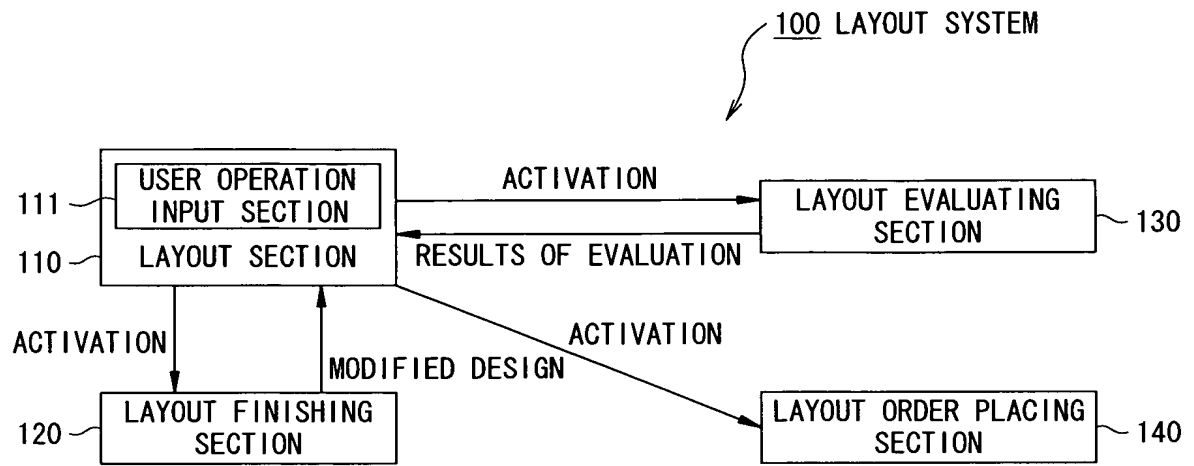 100 LAYOUT SYSTEM
USER OPERATION
INPUT SECTION
111
LAYOUT SECTION
110
ACTIVATION
LAYOUT EVALUATING
SECTION
130
RESULTS OF EVALUATION
ACTIVATION
MODIFIED DESIGN
ACTIVATION
LAYOUT FINISHING
SECTION
120
LAYOUT ORDER PLACING
SECTION
140